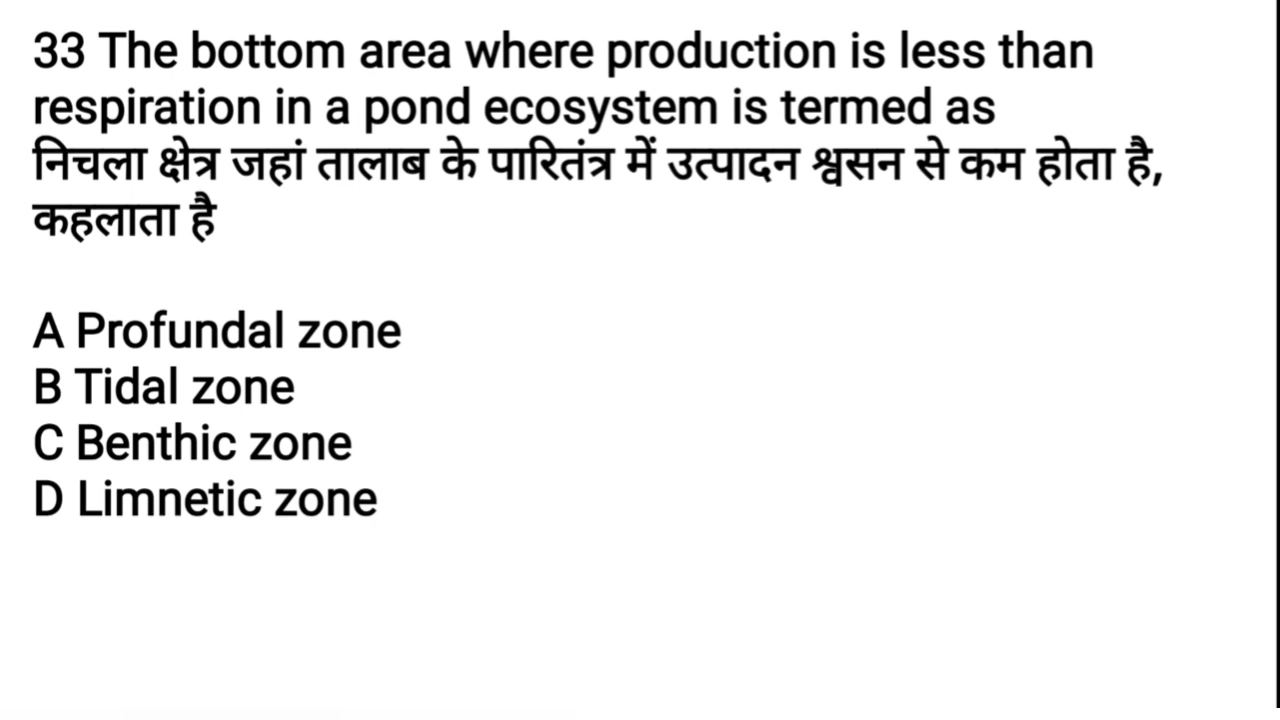 33 The bottom area where production is less than
respiration in a pond ecosystem is termed as
निचला क्षेत्र जहां तालाब के पारितंत्र में उत्पादन श्वसन से कम होता है,
कहलाता है
A Profundal zone
B Tidal zone
C Benthic zone
D Limnetic zone